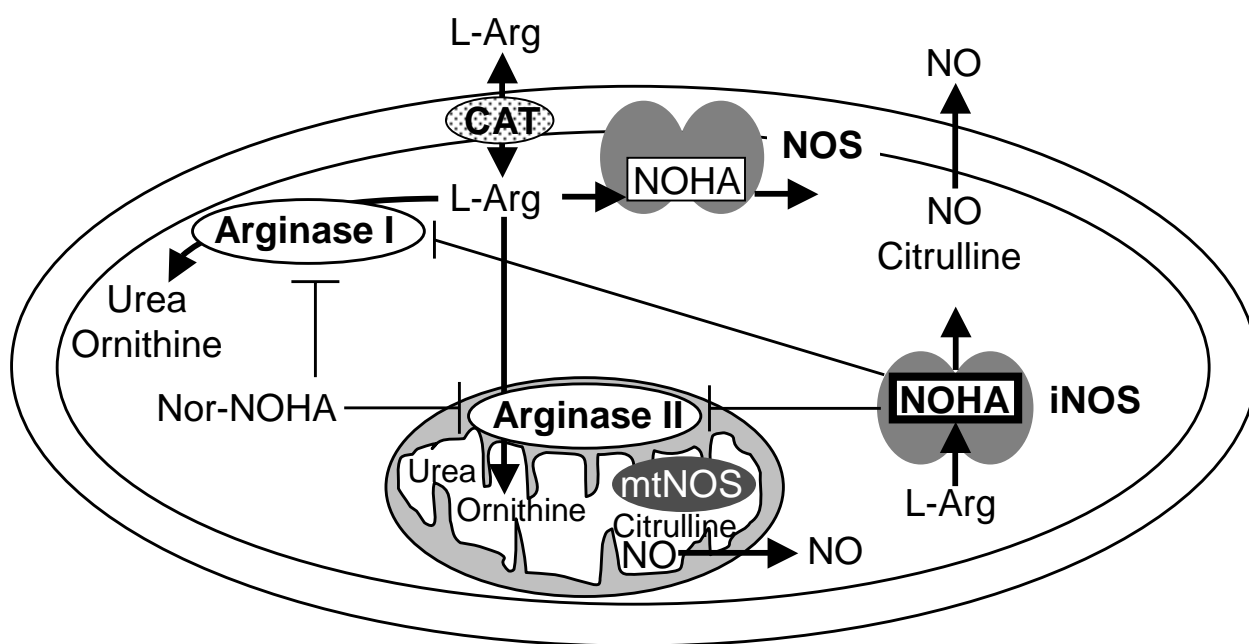 L-Arg
NO
CAT
NOS
NOHA
L-Arg
NO
Arginase I
Citrulline
Urea
Ornithine
Nor-NOHA
Arginase II
NOHA
iNOS
Urea
mtNOS
Ornithine
L-Arg
Citrulline
NO
NO